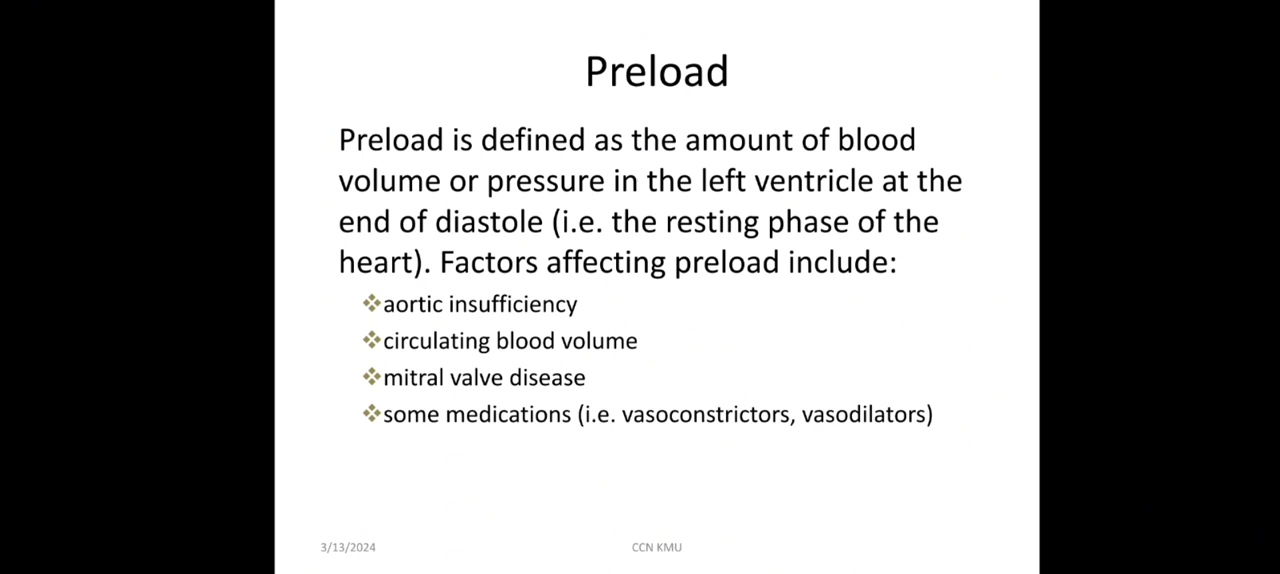 Preload
Preload is defined as the amount of blood
volume or pressure in the left ventricle at the
end of diastole (i.e. the resting phase of the
heart). Factors affecting preload include:
❖aortic insufficiency
❖circulating blood volume
❖mitral valve disease
❖some medications (i.e. vasoconstrictors, vasodilators)
3/13/2024
CCN KMU